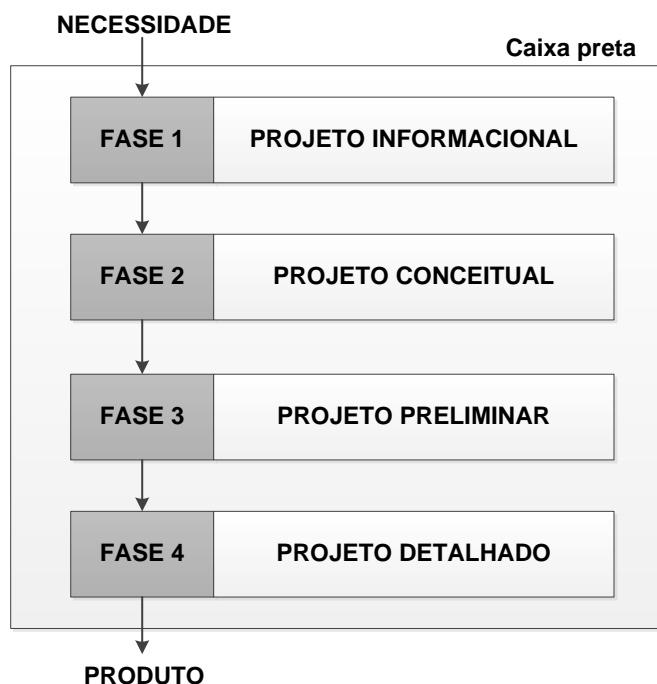 NECESSIDADE
Caixa preta
FASE 1 PROJETO INFORMACIONAL
FASE 2 PROJETO CONCEITUAL
FASE 3 PROJETO PRELIMINAR
FASE 4 PROJETO DETALHADO
PRODUTO